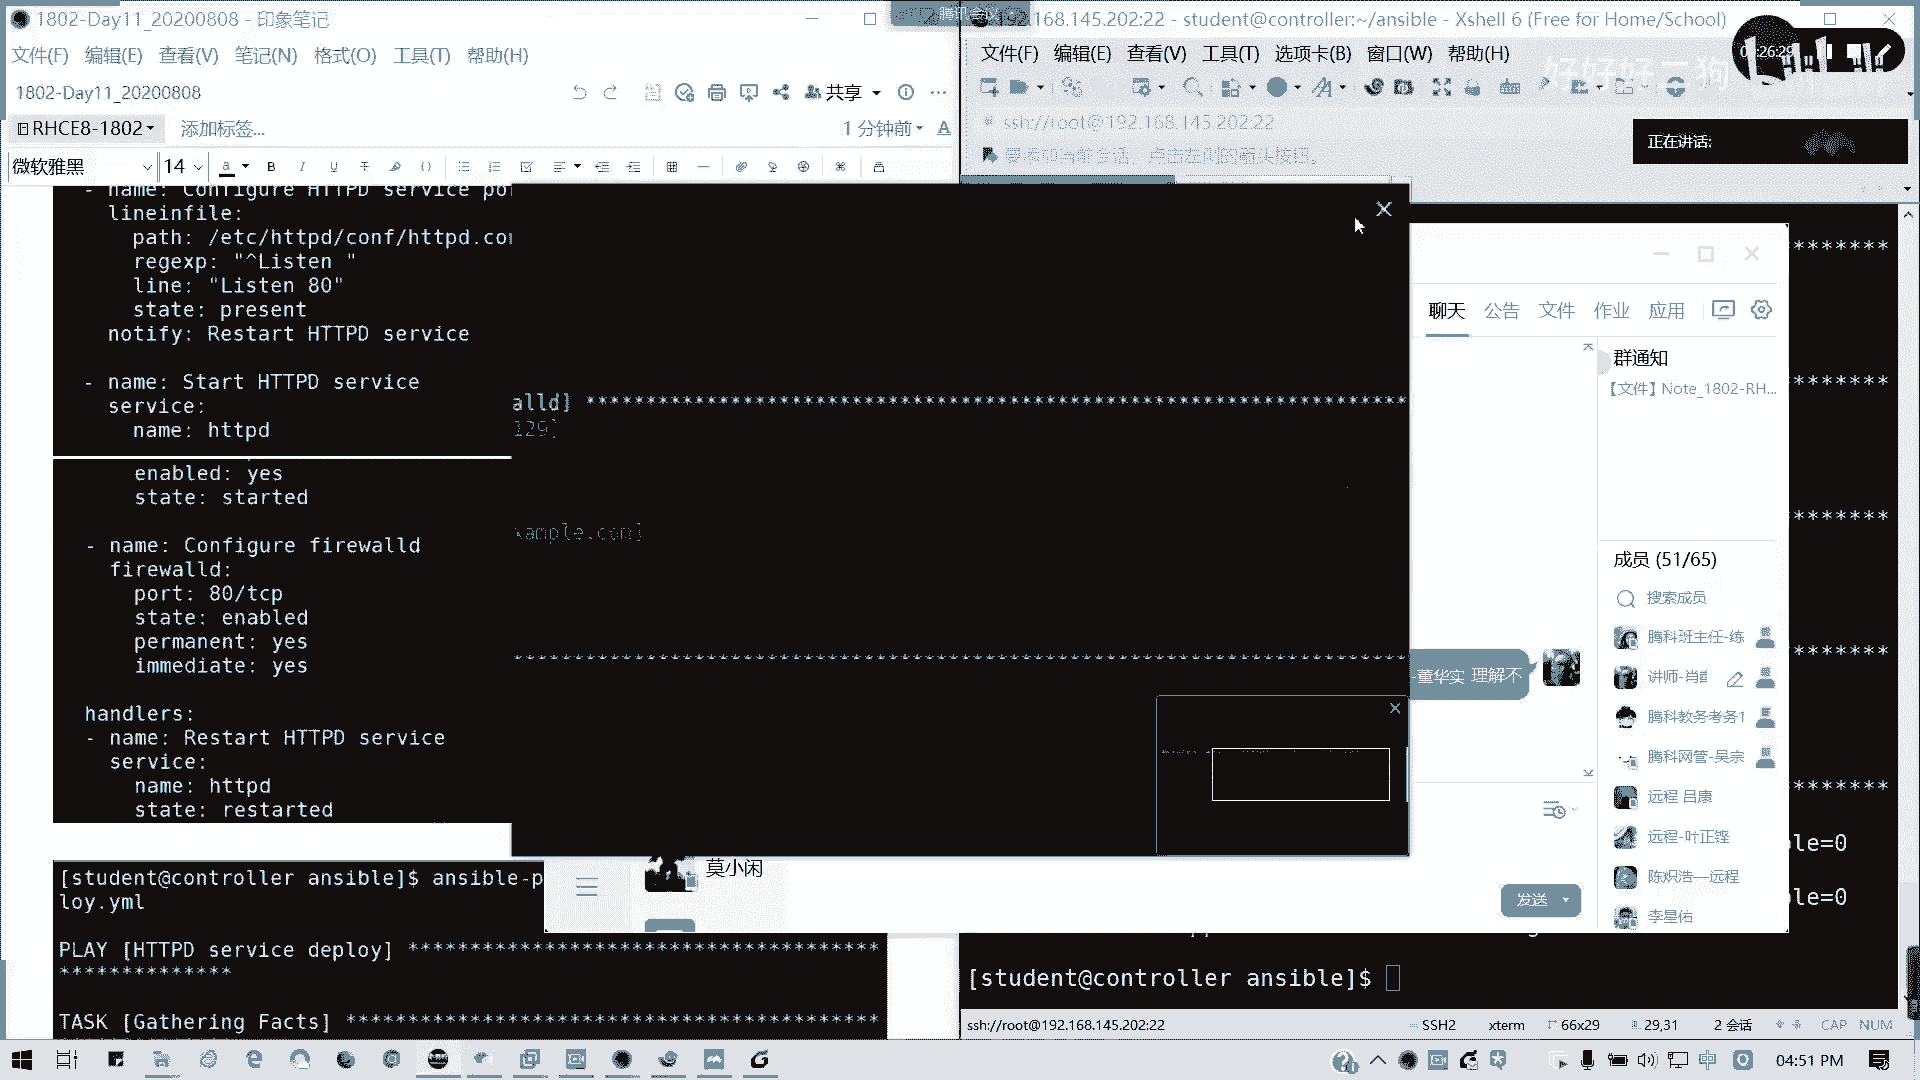 1802-Day11_20200808 - 印象笔记
文件(F) 编辑(E) 查看(V) 笔记(N) 格式(O) 工具(T) 帮助(H)
1802-Day11_20200808
共享
RHCE8-1802
添加标签...
1 分钟前
微软雅黑 14
- name: Configure HTTPD service po
lineinfile:
path: /etc/httpd/conf/httpd.co
regexp: "^Listen "
line: "Listen 80"
state: present
notify: Restart HTTPD service
- name: Start HTTPD service
service:
name: httpd
enabled: yes
state: started
- name: Configure firewalld
firewalld:
port: 80/tcp
state: enabled
permanent: yes
immediate: yes
handlers:
- name: Restart HTTPD service
service:
name: httpd
state: restarted
[student@controller ansible]$ ansible-p
loy.yml
PLAY [HTTPD service deploy] ***************************************
**************
TASK [Gathering Facts] ********************************************
腾讯会议
192.168.145.202:22 - student@controller:~/ansible - Xshell 6 (Free for Home/School)
文件(F) 编辑(E) 查看(V) 工具(T) 选项卡(B) 窗口(W) 帮助(H)
26:29
好好好二狗
ssh://root@192.168.145.202:22
要添加当前会话，点击左侧的箭头按钮。
正在讲话:
alld] ********************************************************************
129]
xample.com]
聊天 公告 文件 作业 应用
群通知
【文件】Note_1802-RH...
成员 (51/65)
搜索成员
腾科班主任-练
讲师-肖
腾科教务考务1
腾科网管-吴宗
远程 吕康
远程-叶正铿
陈炽浩—远程
李星佑
-董华实 理解不
莫小闲
发送
********
********
********
********
********
le=0
le=0
[student@controller ansible]$
ssh://root@192.168.145.202:22 SSH2 xterm 66x29 29,31 2 会话 CAP NUM
中
04:51 PM